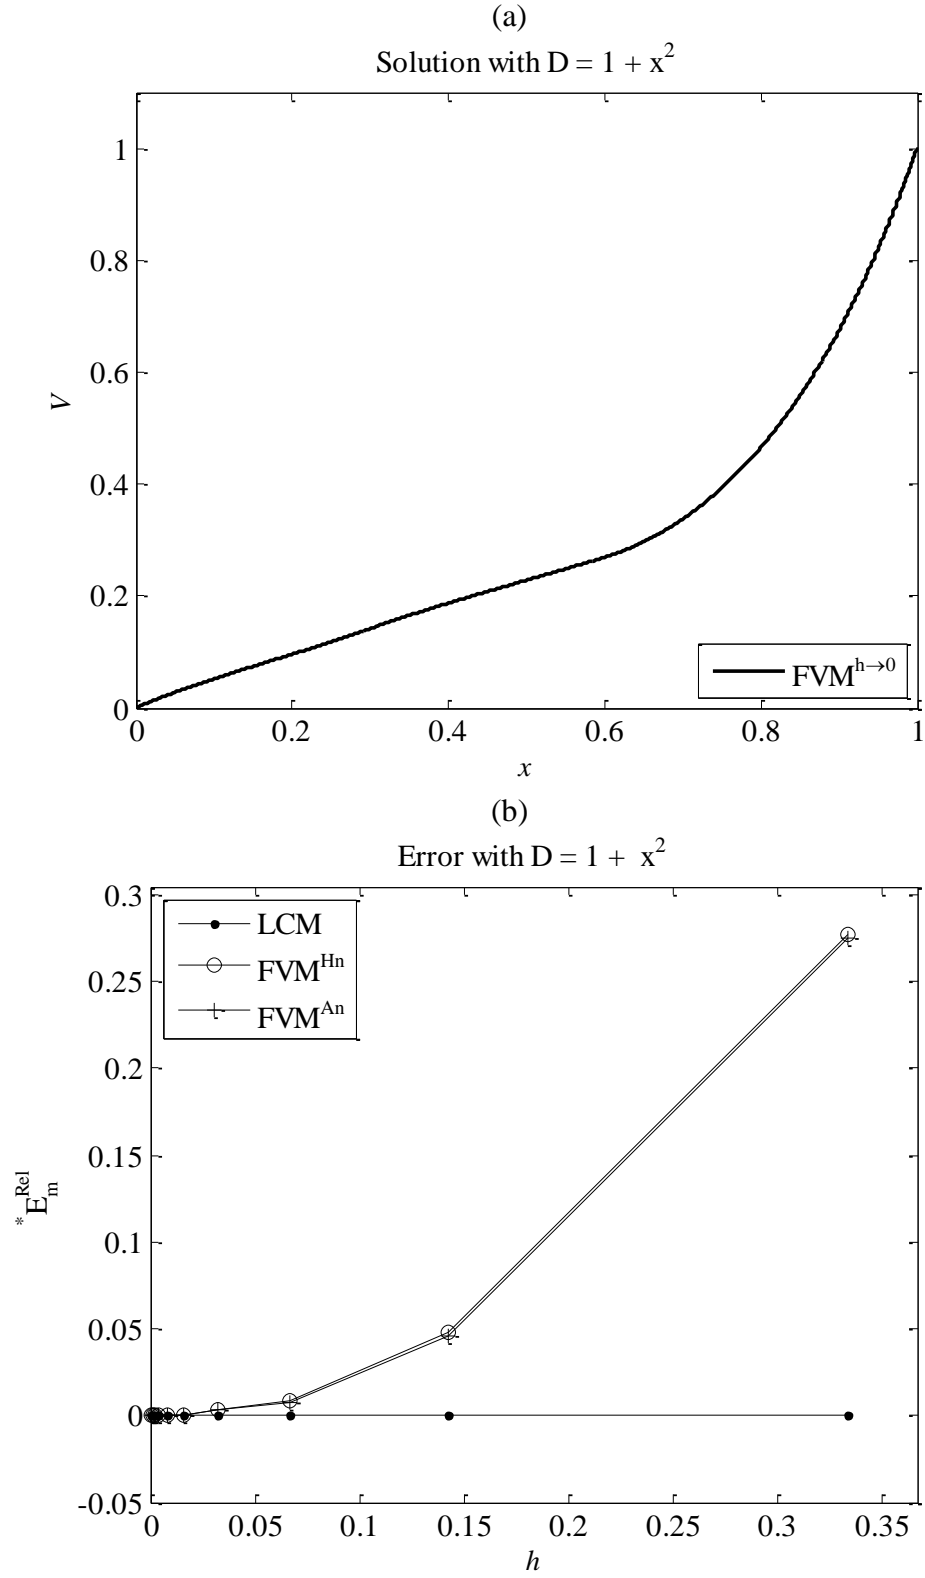 (a)
Solution with D = 1 + x²
1
0.8
0.6
0.4
0.2
0
V
0 0.2 0.4 0.6 0.8 1
x
FVM^h→0
(b)
Error with D = 1 + x²
0.3
0.25
0.2
0.15
0.1
0.05
0
-0.05
*E_m^Rel
LCM
FVM^Hn
FVM^An
0 0.05 0.1 0.15 0.2 0.25 0.3 0.35
h